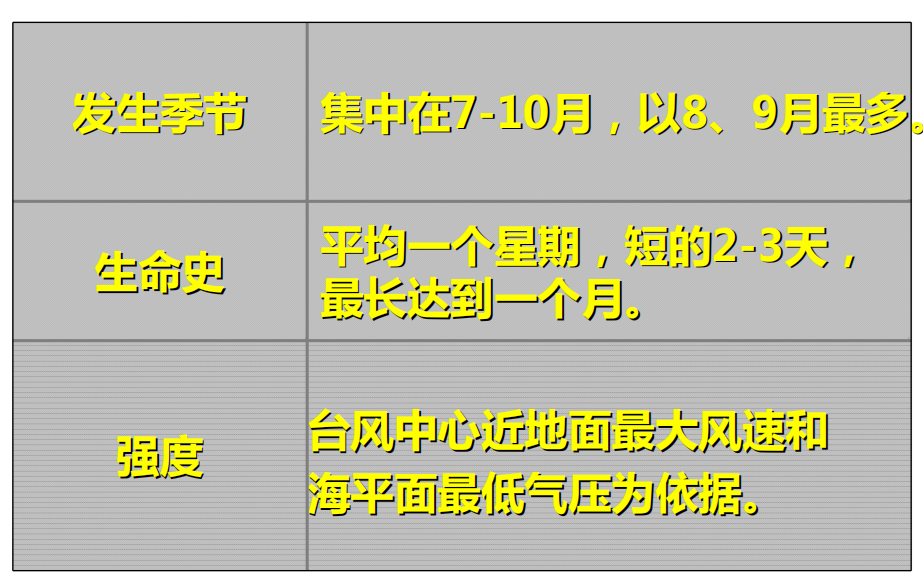 发生季节
集中在7-10月，以8、9月最多。
生命史
平均一个星期，短的2-3天，
最长达到一个月。
强度
台风中心近地面最大风速和
海平面最低气压为依据。